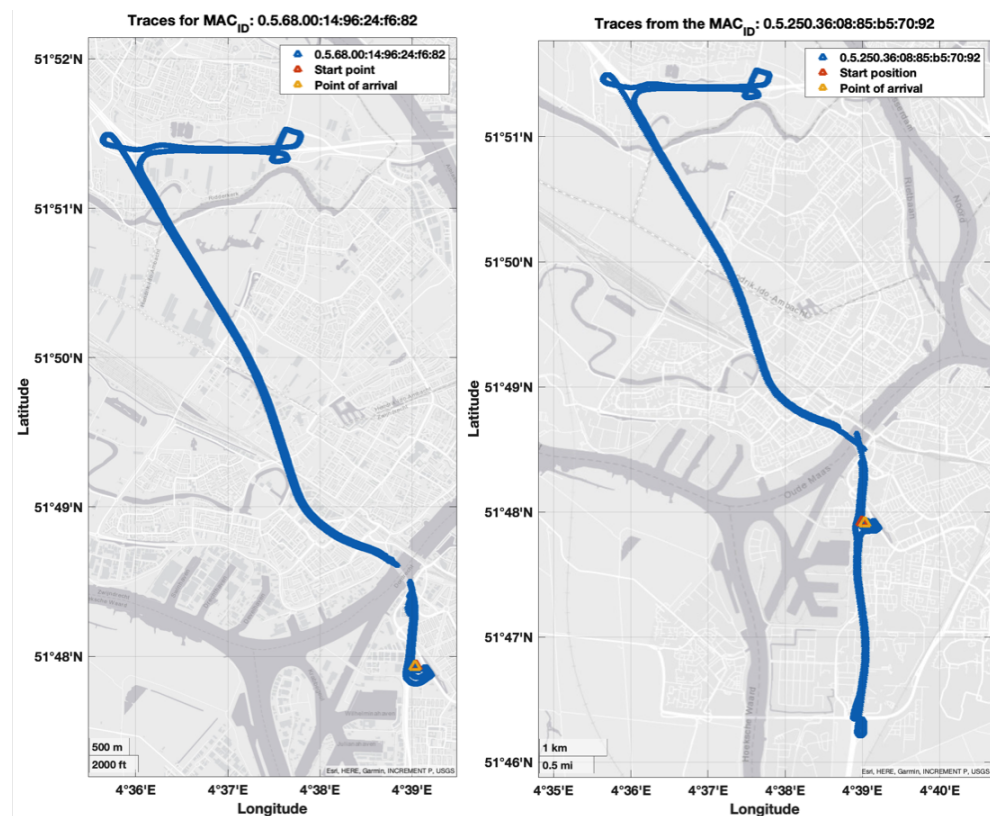 Traces for MAC_ID: 0.5.68.00:14:96:24:f6:82
0.5.68.00:14:96:24:f6:82
Start point
Point of arrival
51°52'N
51°51'N
51°50'N
51°49'N
51°48'N
Latitude
500 m
2000 ft
Esri, HERE, Garmin, INCREMENT P, USGS
4°36'E
4°37'E
4°38'E
4°39'E
Longitude
Traces from the MAC_ID: 0.5.250.36:08:85:b5:70:92
0.5.250.36:08:85:b5:70:92
Start position
Point of arrival
51°51'N
51°50'N
51°49'N
51°48'N
51°47'N
51°46'N
Latitude
Noord
Oude Maas
Hoeksche Waard
1 km
0.5 mi
Esri, HERE, Garmin, INCREMENT P, USGS
4°35'E
4°36'E
4°37'E
4°38'E
4°39'E
4°40'E
Longitude